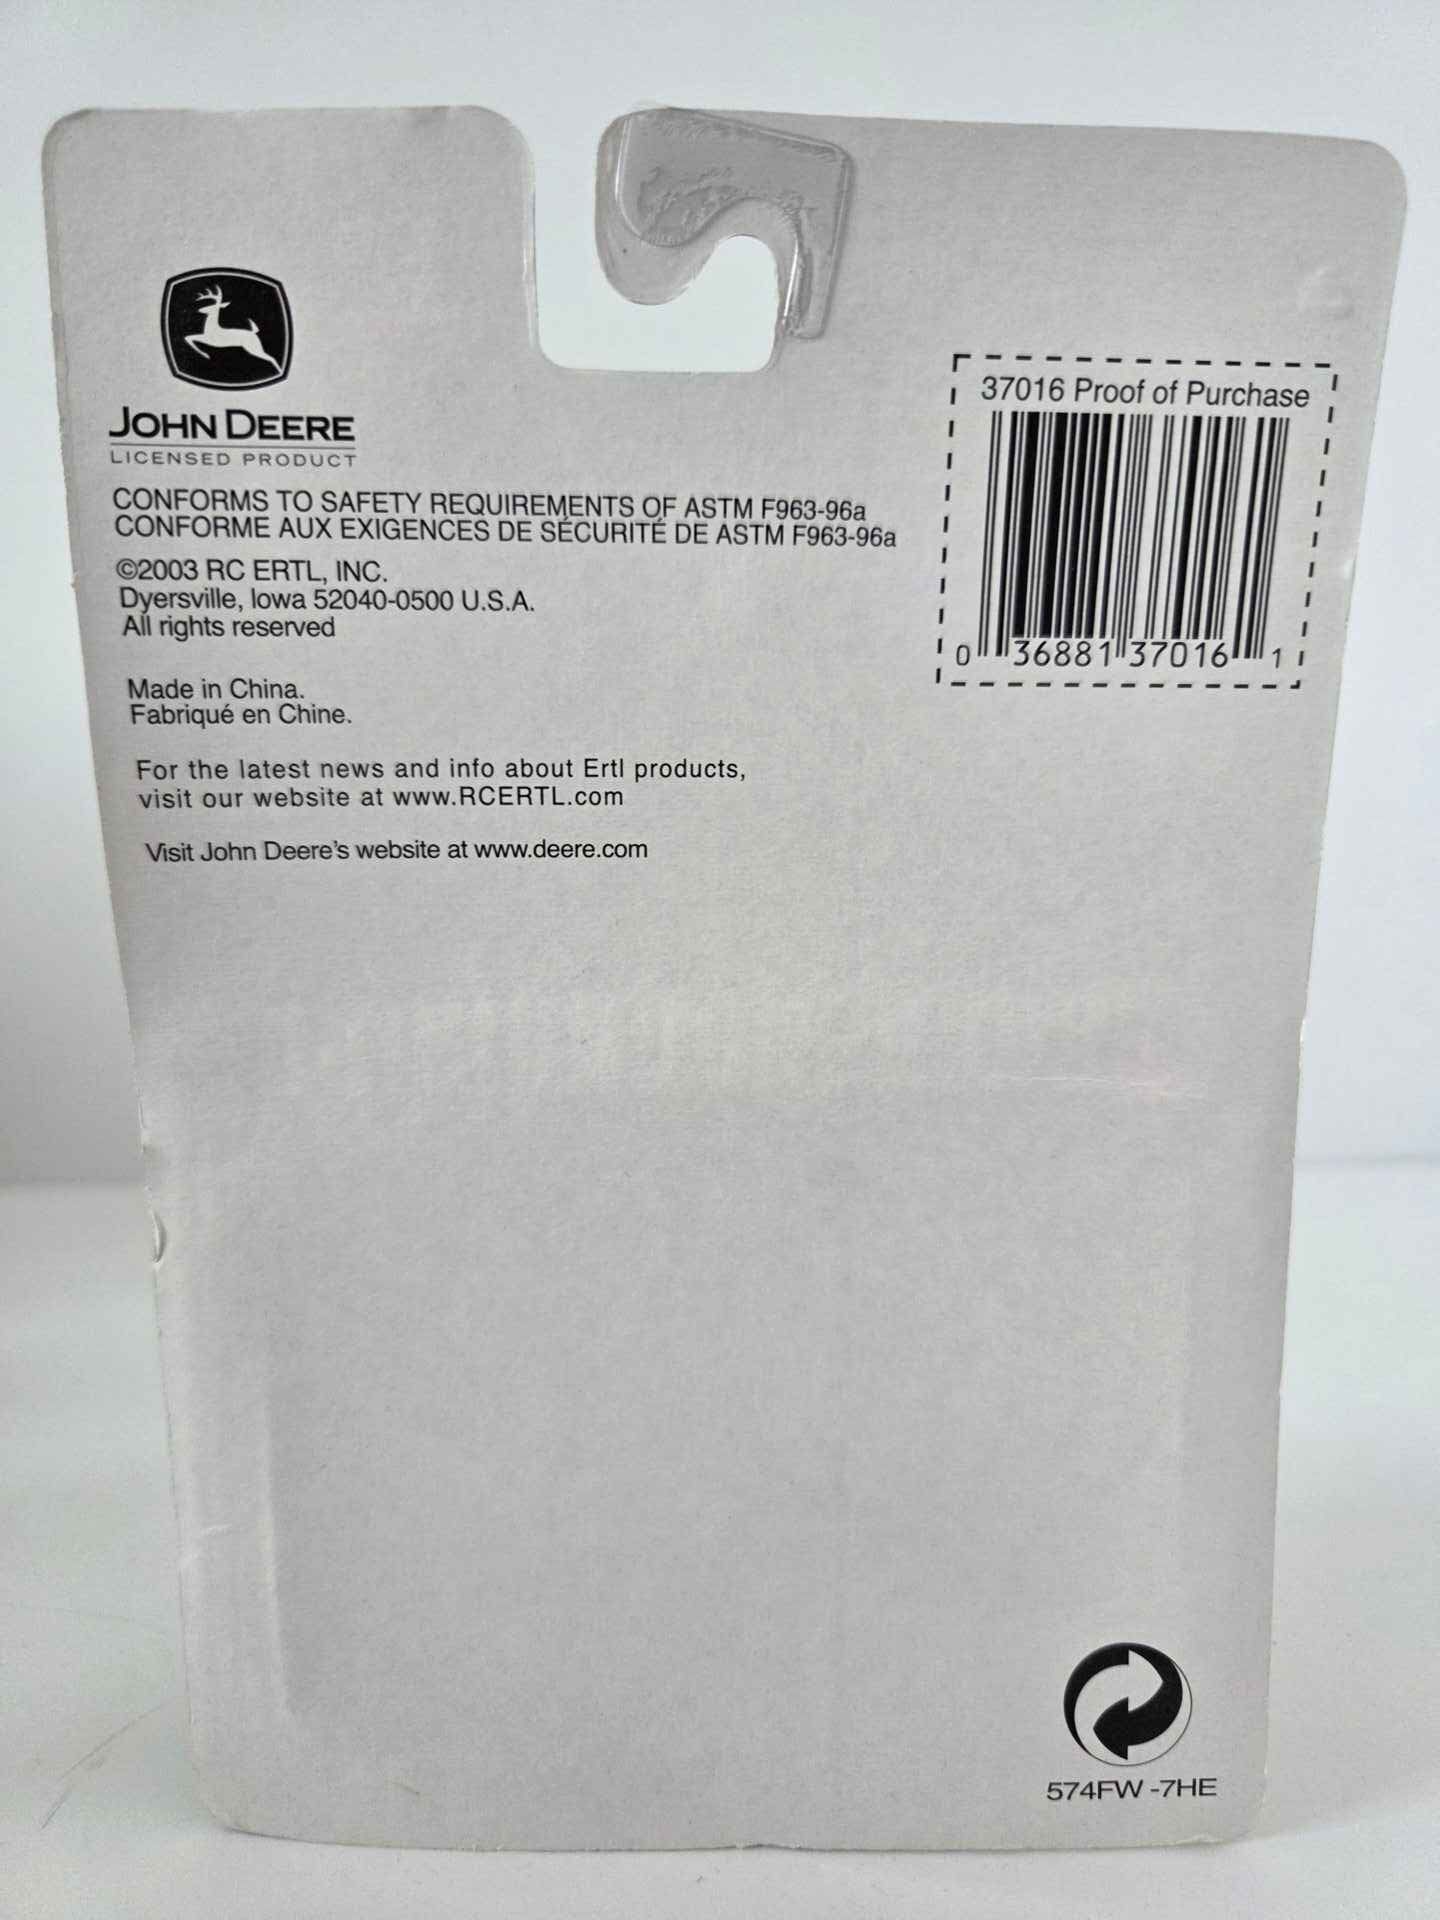 JOHN DEERE
LICENSED PRODUCT
CONFORMS TO SAFETY REQUIREMENTS OF ASTM F963-96a
CONFORME AUX EXIGENCES DE SÉCURITÉ DE ASTM F963-96a
©2003 RC ERTL, INC.
Dyersville, Iowa 52040-0500 U.S.A.
All rights reserved
Made in China.
Fabriqué en Chine.
For the latest news and info about Ertl products,
visit our website at www.RCERTL.com
Visit John Deere's website at www.deere.com
37016 Proof of Purchase
0 36881 37016 1
574FW -7HE